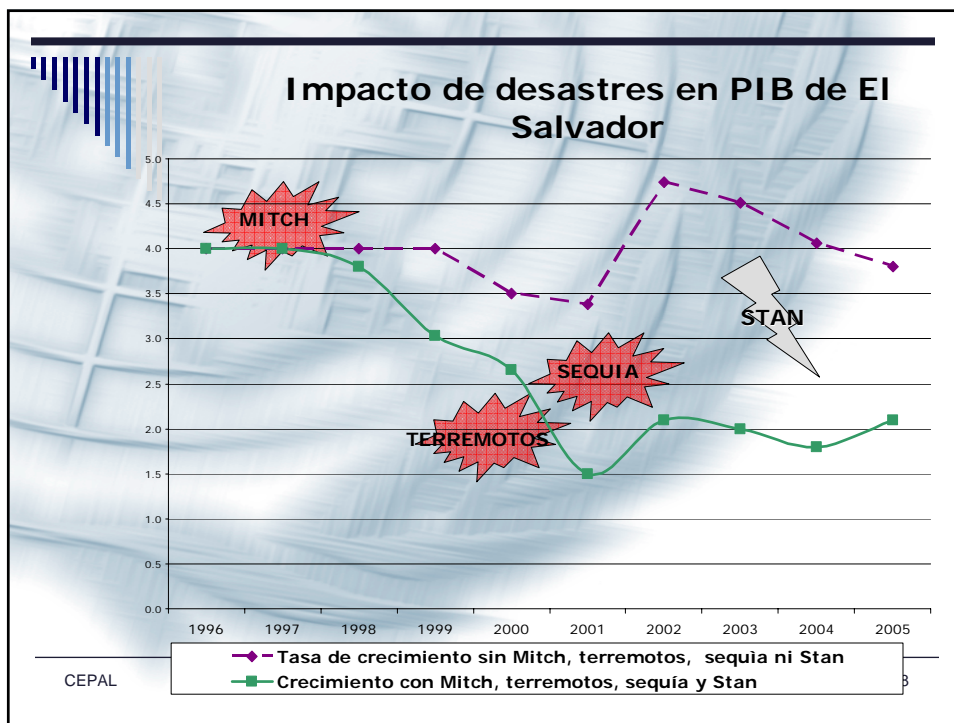 Impacto de desastres en PIB de El
Salvador
5.0
4.5
4.0
3.5
3.0
2.5
2.0
1.5
1.0
0.5
0.0
MITCH
STAN
SEQUIA
TERREMOTOS
1996 1997 1998 1999 2000 2001 2002 2003 2004 2005
Tasa de crecimiento sin Mitch, terremotos, sequìa ni Stan
Crecimiento con Mitch, terremotos, sequía y Stan
CEPAL